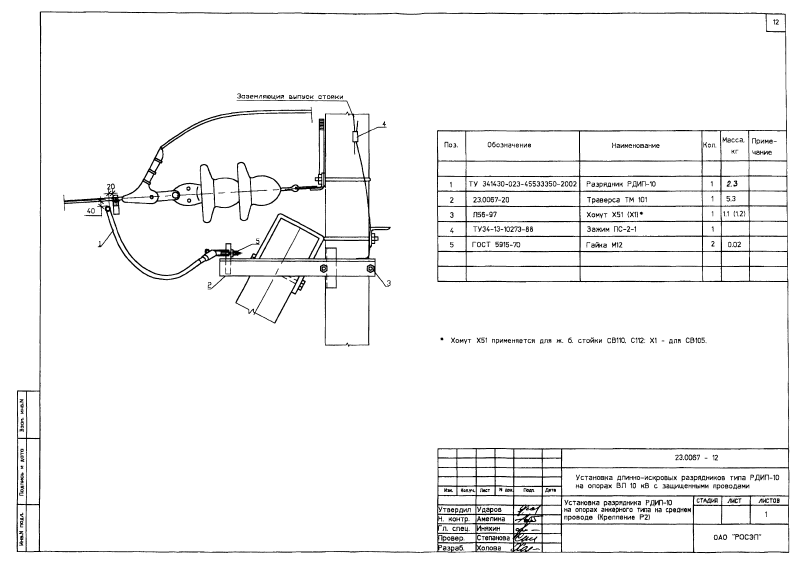 12
Заземляющий выпуск стойки
4
20
40
1
5
2
3
Поз. Обозначение Наименование Кол. Масса, кг Приме-чание
1 ТУ 341430-023-45533350-2002 Разрядник РДИП-10 1 2.3
2 23.0067-20 Траверса ТМ 101 1 5.3
3 Л56-97 Хомут Х51 (Х1)* 1 1.1 (1.2)
4 ТУ34-13-10273-88 Зажим ПС-2-1 1
5 ГОСТ 5915-70 Гайка М12 2 0.02
* Хомут Х51 применяется для ж. б. стойки СВ110, С112; Х1 - для СВ105.
Взам. инв.N
Подпись и дата
Инв.N подл.
23.0067 - 12
Установка длинно-искровых разрядников типа РДИП-10
на опорах ВЛ 10 кВ с защищенными проводами
Изм. Кол.уч. Лист N док. Подп. Дата
Утвердил Ударов
Н. контр. Амелина
Гл. спец. Иняхин
Провер. Степанова
Разраб. Холова
Установка разрядника РДИП-10
на опорах анкерного типа на среднем
проводе (Крепление Р2)
СТАДИЯ ЛИСТ ЛИСТОВ
1
ОАО "РОСЭП"